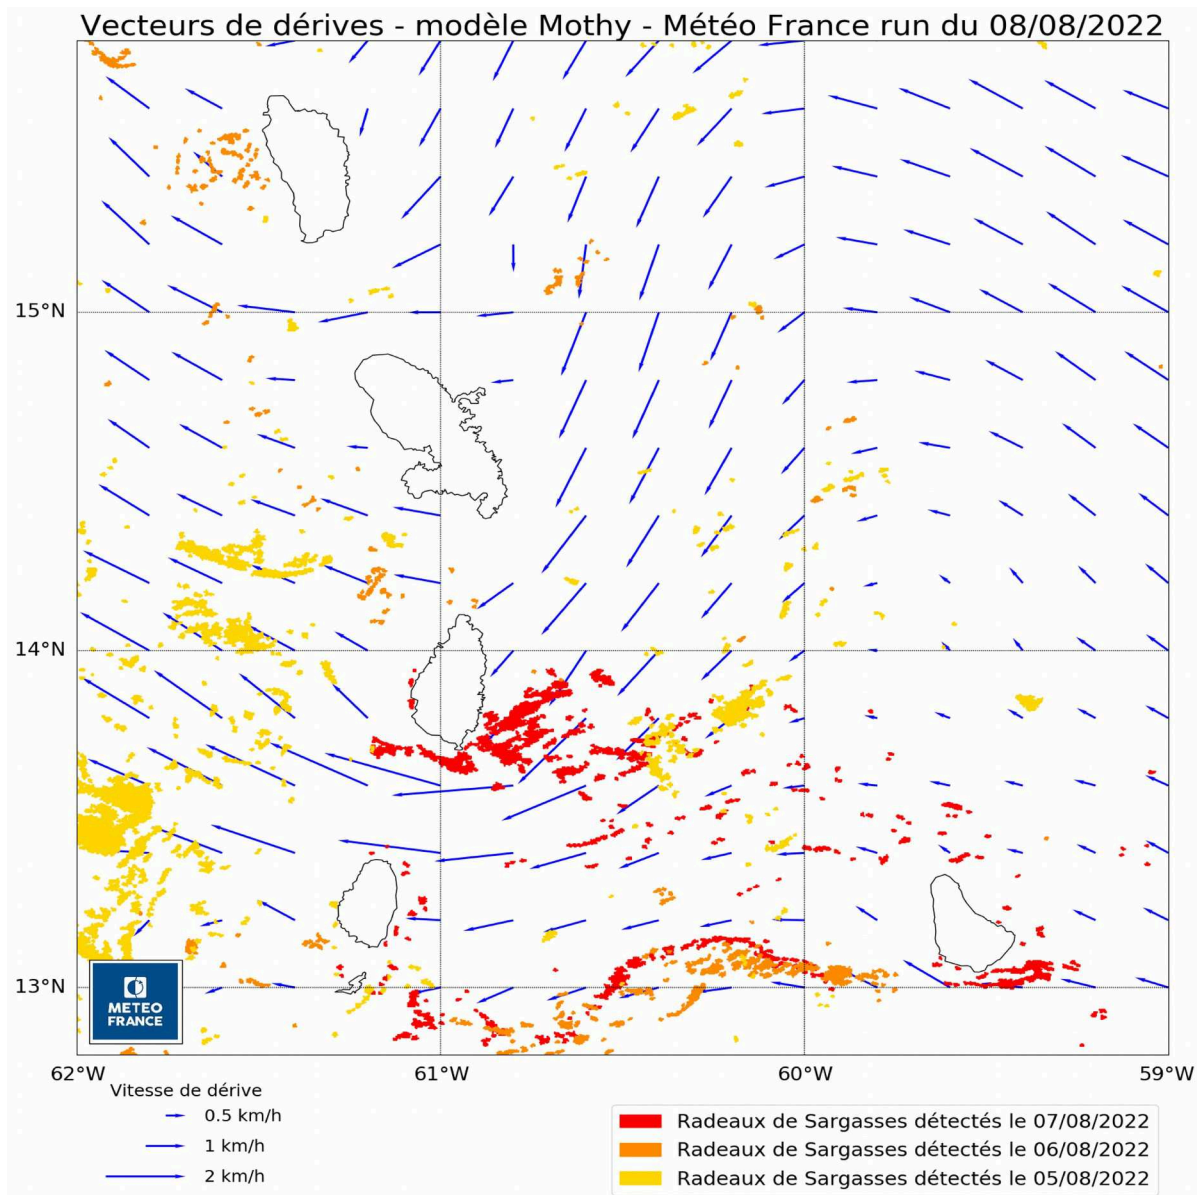 Vecteurs de dérives - modèle Mothy - Météo France run du 08/08/2022
15°N
14°N
13°N
METEO
FRANCE
62°W
61°W
60°W
59°W
Vitesse de dérive
0.5 km/h
1 km/h
2 km/h
Radeaux de Sargasses détectés le 07/08/2022
Radeaux de Sargasses détectés le 06/08/2022
Radeaux de Sargasses détectés le 05/08/2022